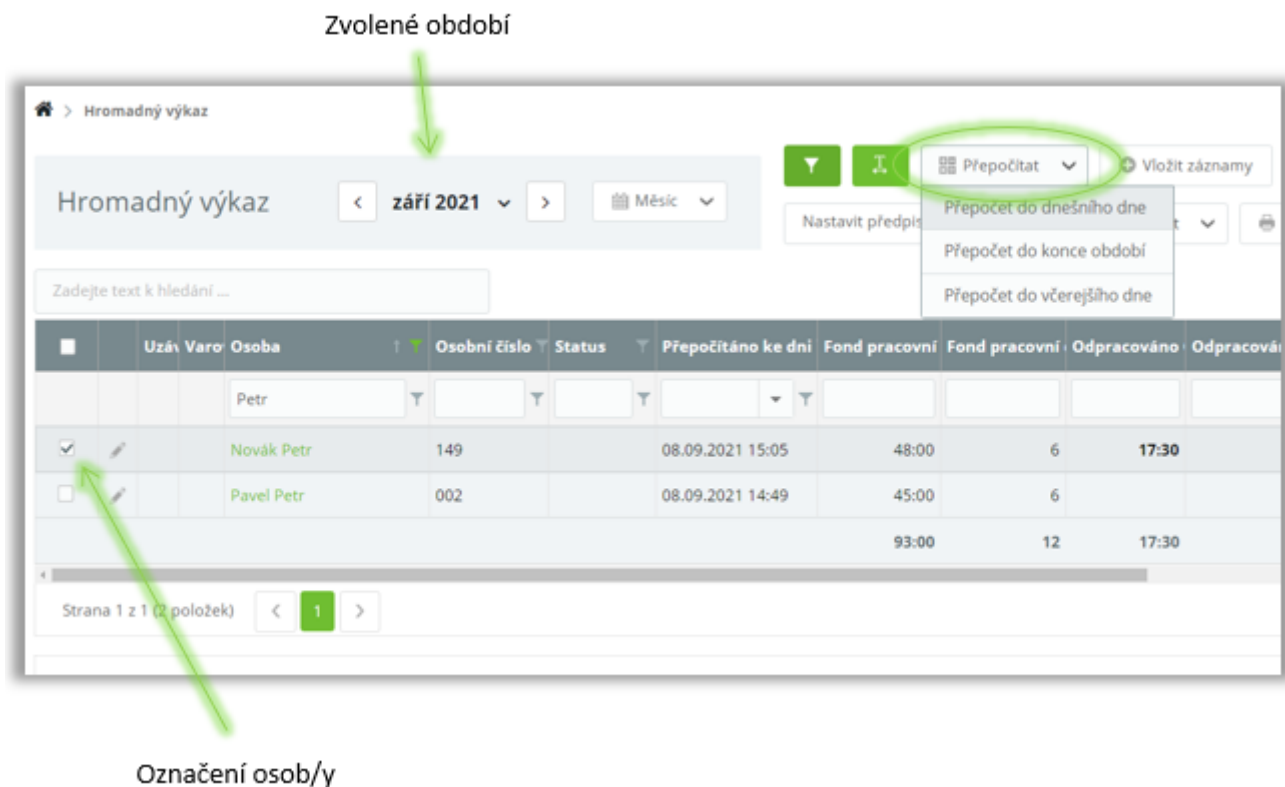 Zvolené období
> Hromadný výkaz
Hromadný výkaz
září 2021
Měsíc
Přepočítat
Vložit záznamy
Nastavit předpis
t
Přepočet do dnešního dne
Přepočet do konce období
Přepočet do včerejšího dne
Zadejte text k hledání ...
Uzáv Varo Osoba Osobní číslo Status Přepočítáno ke dni Fond pracovní Fond pracovní Odpracováno Odpracová
Petr
Novák Petr 149 08.09.2021 15:05 48:00 6 17:30
Pavel Petr 002 08.09.2021 14:49 45:00 6
93:00 12 17:30
Strana 1 z 1 (2 položek) < 1 >
Označení osob/y